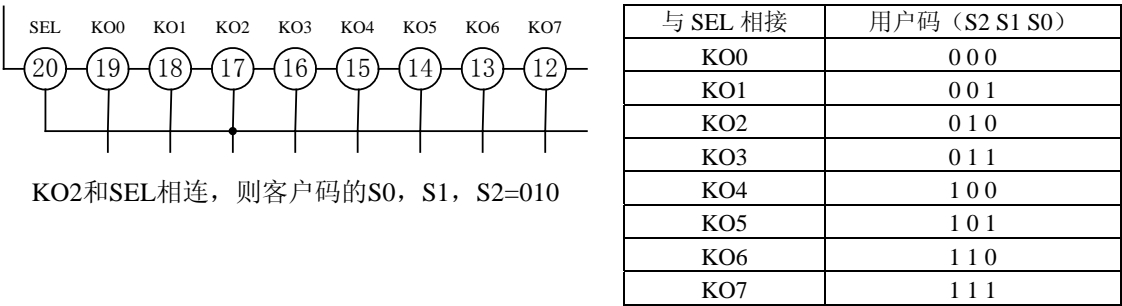 SEL KO0 KO1 KO2 KO3 KO4 KO5 KO6 KO7
20 19 18 17 16 15 14 13 12
KO2和SEL相连，则客户码的S0，S1，S2=010
与 SEL 相接 用户码（S2 S1 S0）
KO0 0 0 0
KO1 0 0 1
KO2 0 1 0
KO3 0 1 1
KO4 1 0 0
KO5 1 0 1
KO6 1 1 0
KO7 1 1 1